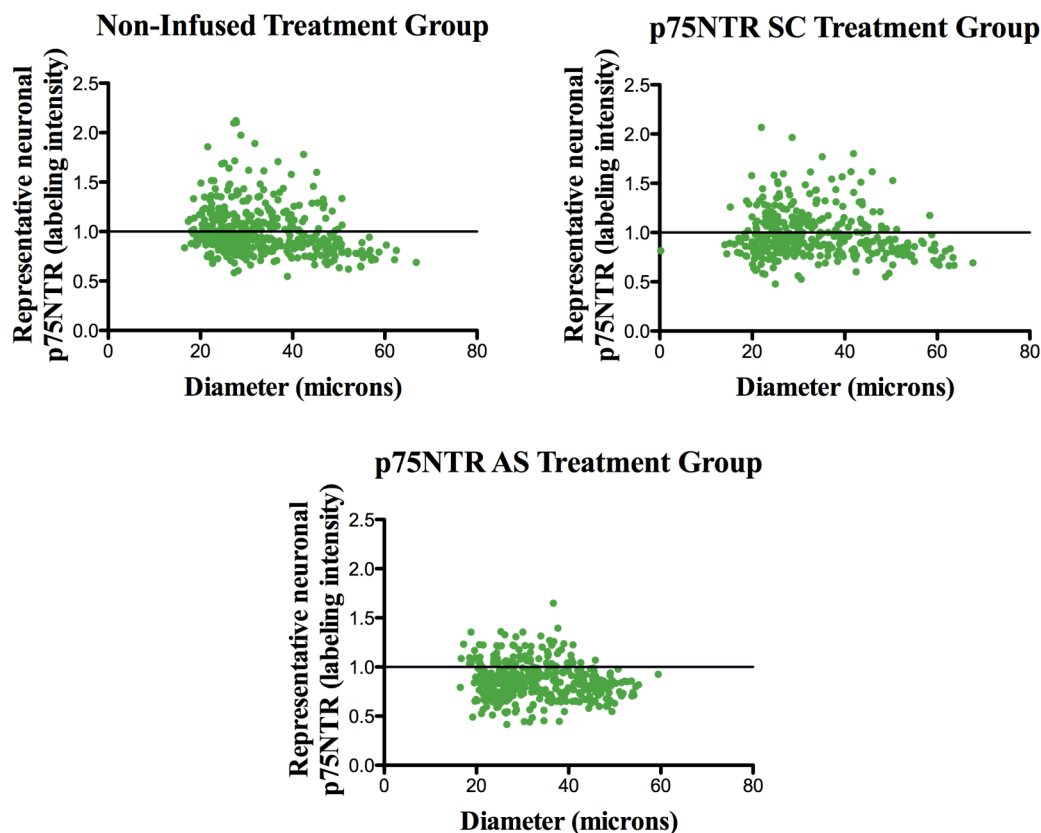 Non-Infused Treatment Group
Representative neuronal
p75NTR (labeling intensity)
2.5
2.0
1.5
1.0
0.5
0.0
0 20 40 60 80
Diameter (microns)
p75NTR SC Treatment Group
Representative neuronal
p75NTR (labeling intensity)
2.5
2.0
1.5
1.0
0.5
0.0
0 20 40 60 80
Diameter (microns)
p75NTR AS Treatment Group
Representative neuronal
p75NTR (labeling intensity)
2.5
2.0
1.5
1.0
0.5
0.0
0 20 40 60 80
Diameter (microns)